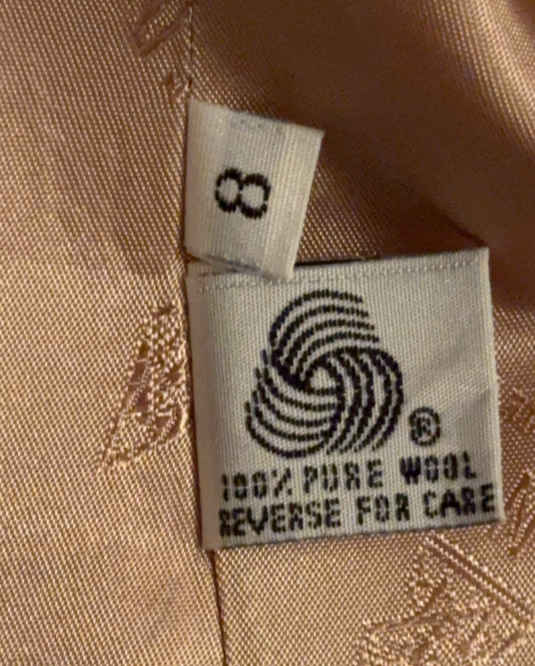 8
®
100% PURE WOOL
REVERSE FOR CARE